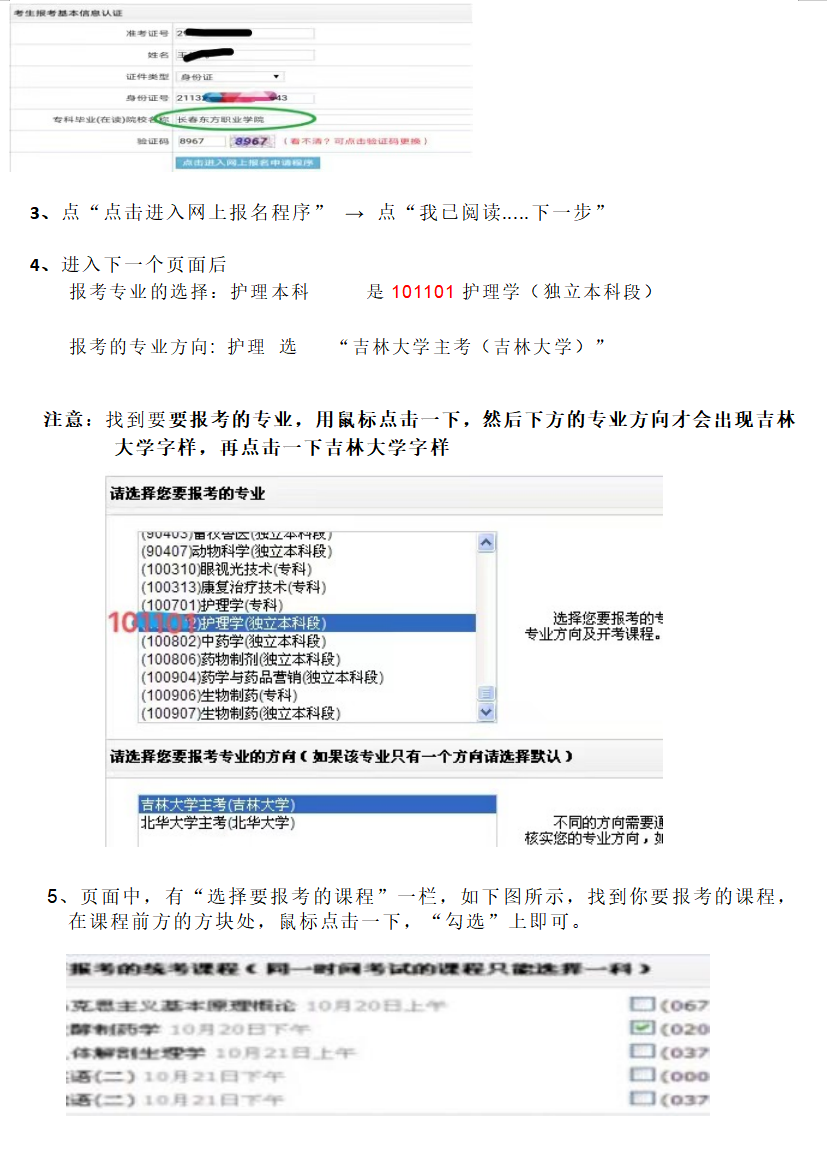 考生报考基本信息认证
准考证号 2
姓名 王
证件类型 身份证
身份证号 2113 43
专科毕业(在读)院校名称 长春东方职业学院
验证码 8967 8967 (看不清?可点击验证码更换)
点击进入网上报名申请程序
3、点“点击进入网上报名程序” → 点“我已阅读.....下一步”
4、进入下一个页面后
报考专业的选择：护理本科 是 101101 护理学（独立本科段）
报考的专业方向: 护理 选 “吉林大学主考（吉林大学）”
注意：找到要要报考的专业，用鼠标点击一下，然后下方的专业方向才会出现吉林
大学字样，再点击一下吉林大学字样
请选择您要报考的专业
(90403)畜牧兽医(独立本科段)
(90407)动物科学(独立本科段)
(100310)眼视光技术(专科)
(100313)康复治疗技术(专科)
(100701)护理学(专科)
101101 2)护理学(独立本科段)
选择您要报考的专
(100802)中药学(独立本科段)
专业方向及开考课程。
(100806)药物制剂(独立本科段)
(100904)药学与药品营销(独立本科段)
(100906)生物制药(专科)
(100907)生物制药(独立本科段)
请选择您要报考专业的方向(如果该专业只有一个方向请选择默认)
吉林大学主考(吉林大学)
北华大学主考(北华大学)
不同的方向需要通
核实您的专业方向，如
5、页面中，有“选择要报考的课程”一栏，如下图所示，找到你要报考的课程，
在课程前方的方块处，鼠标点击一下，“勾选”上即可。
报考的统考课程(同一时间考试的课程只能选择一科)
克思主义基本原理概论 10月20日上午 (067
酵制药学 10月20日下午 (020
体解剖生理学 10月21日上午 (037
语(二) 10月21日下午 (000
语(二) 10月21日下午 (037